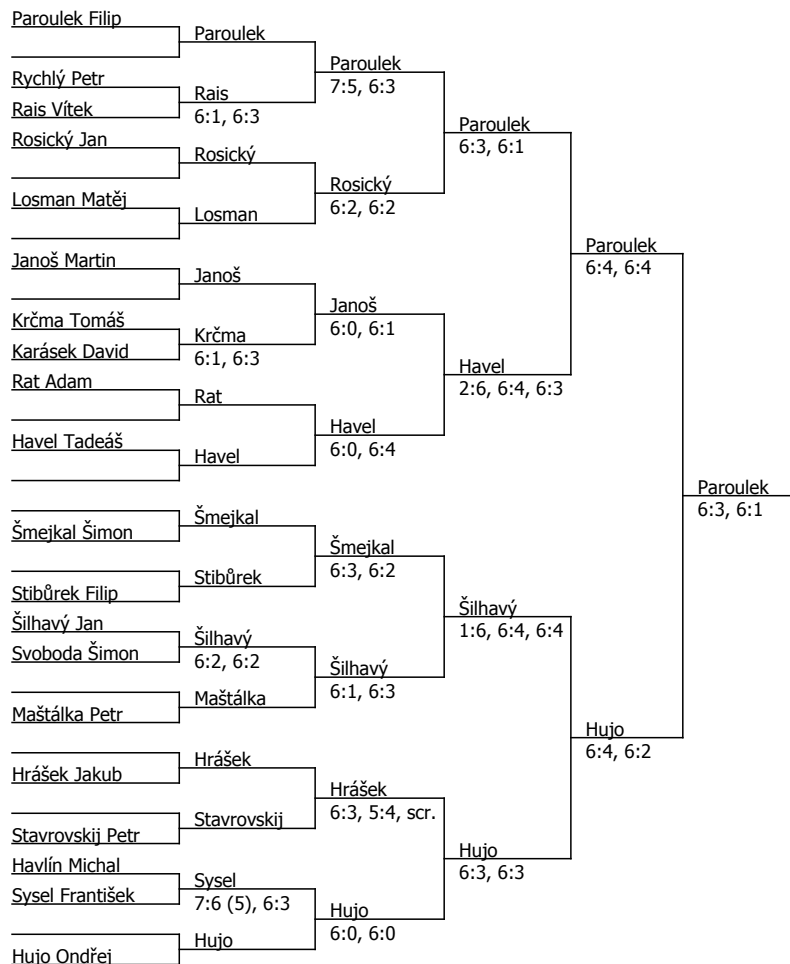 Paroulek Filip
Rychlý Petr
Rais Vítek
Rosický Jan
Losman Matěj
Janoš Martin
Krčma Tomáš
Karásek David
Rat Adam
Havel Tadeáš
Šmejkal Šimon
Stibůrek Filip
Šilhavý Jan
Svoboda Šimon
Maštálka Petr
Hrášek Jakub
Stavrovskij Petr
Havlín Michal
Sysel František
Hujo Ondřej
Paroulek
Rais
6:1, 6:3
Rosický
Losman
Janoš
Krčma
6:1, 6:3
Rat
Havel
Šmejkal
Stibůrek
Šilhavý
6:2, 6:2
Maštálka
Hrášek
Stavrovskij
Sysel
7:6 (5), 6:3
Hujo
Paroulek
7:5, 6:3
Rosický
6:2, 6:2
Janoš
6:0, 6:1
Havel
6:0, 6:4
Šmejkal
6:3, 6:2
Šilhavý
6:1, 6:3
Hrášek
6:3, 5:4, scr.
Hujo
6:0, 6:0
Paroulek
6:3, 6:1
Havel
2:6, 6:4, 6:3
Šilhavý
1:6, 6:4, 6:4
Hujo
6:3, 6:3
Paroulek
6:4, 6:4
Hujo
6:4, 6:2
Paroulek
6:3, 6:1